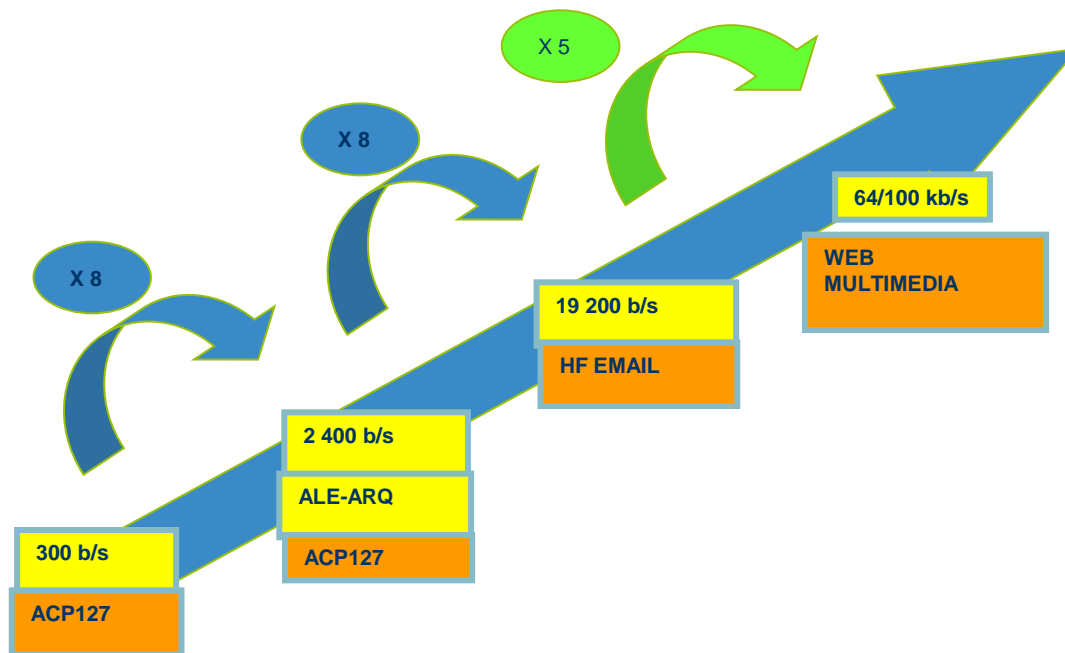 X 5
X 8
X 8
64/100 kb/s
WEB
MULTIMEDIA
19 200 b/s
HF EMAIL
2 400 b/s
ALE-ARQ
ACP127
300 b/s
ACP127